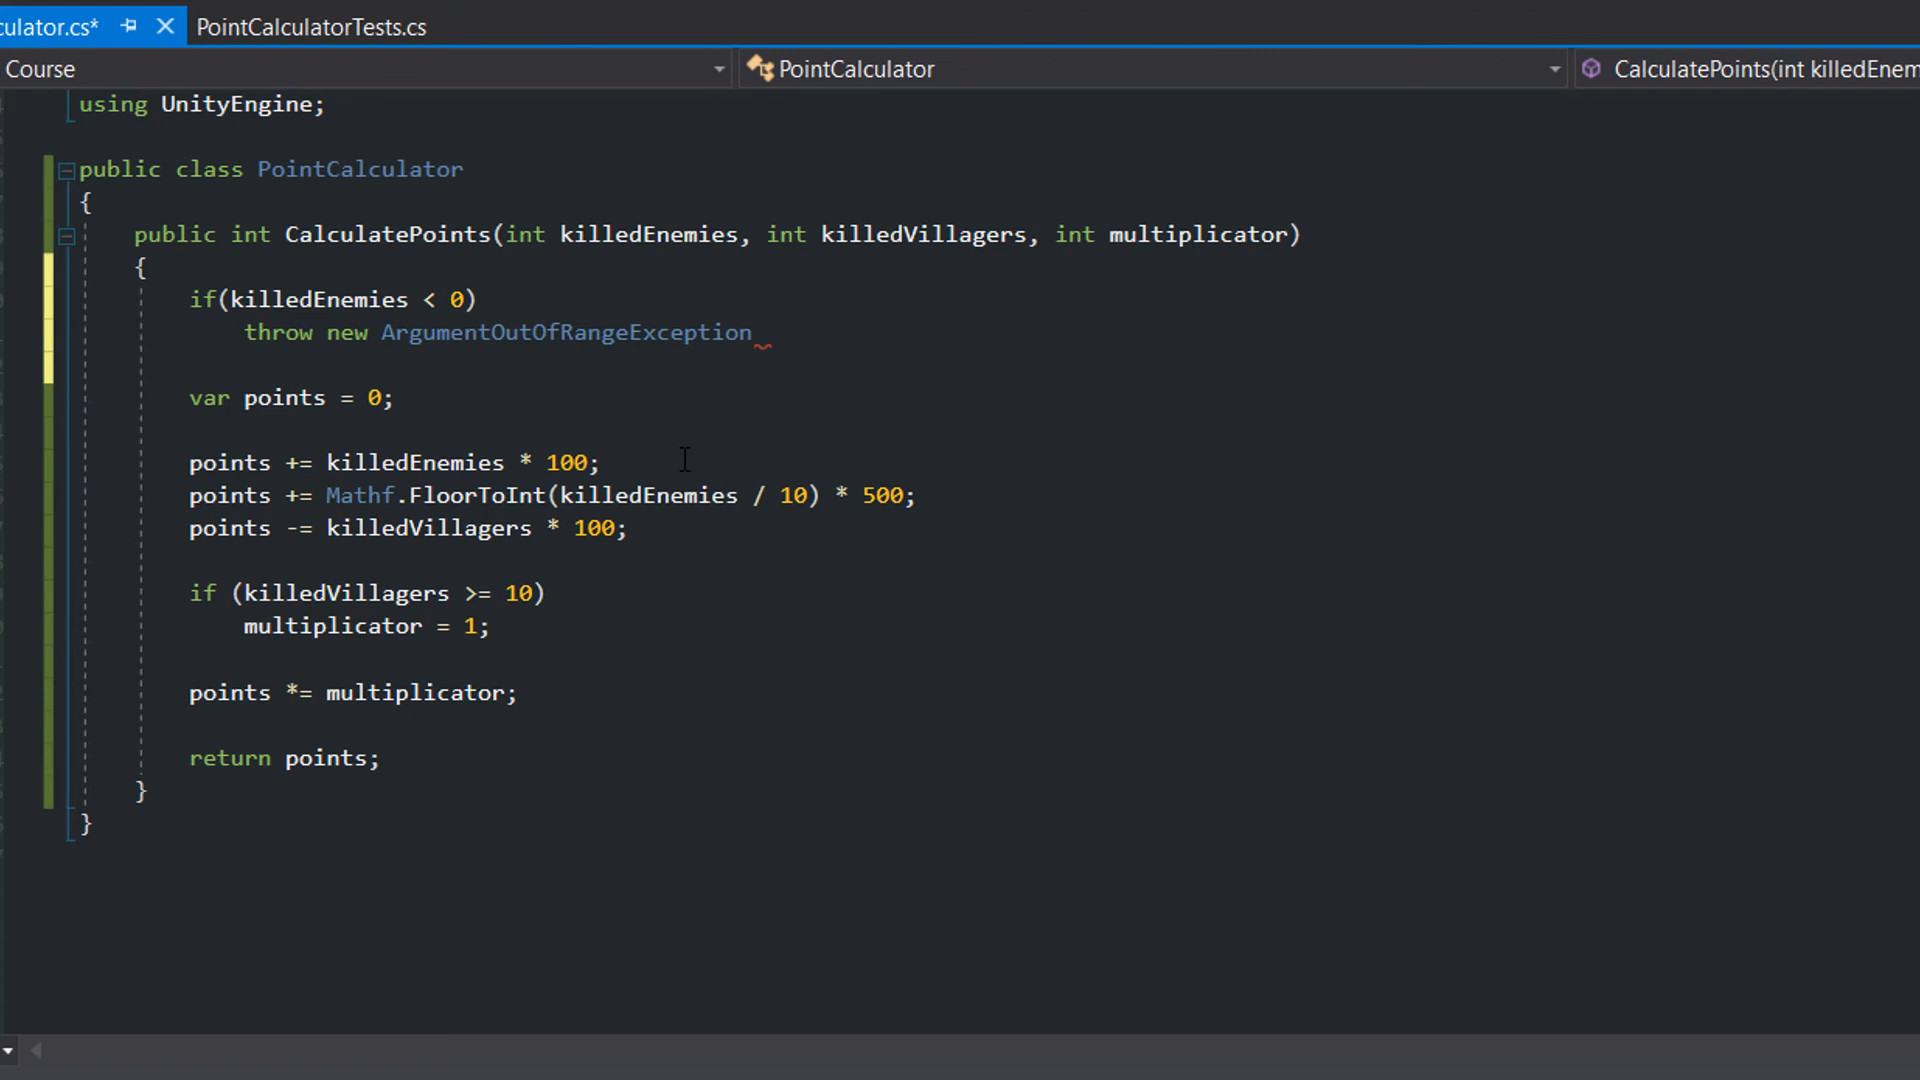 culator.cs* PointCalculatorTests.cs
Course PointCalculator CalculatePoints(int killedEnem
using UnityEngine;
public class PointCalculator
{
public int CalculatePoints(int killedEnemies, int killedVillagers, int multiplicator)
{
if(killedEnemies < 0)
throw new ArgumentOutOfRangeException
var points = 0;
points += killedEnemies * 100;
points += Mathf.FloorToInt(killedEnemies / 10) * 500;
points -= killedVillagers * 100;
if (killedVillagers >= 10)
multiplicator = 1;
points *= multiplicator;
return points;
}
}